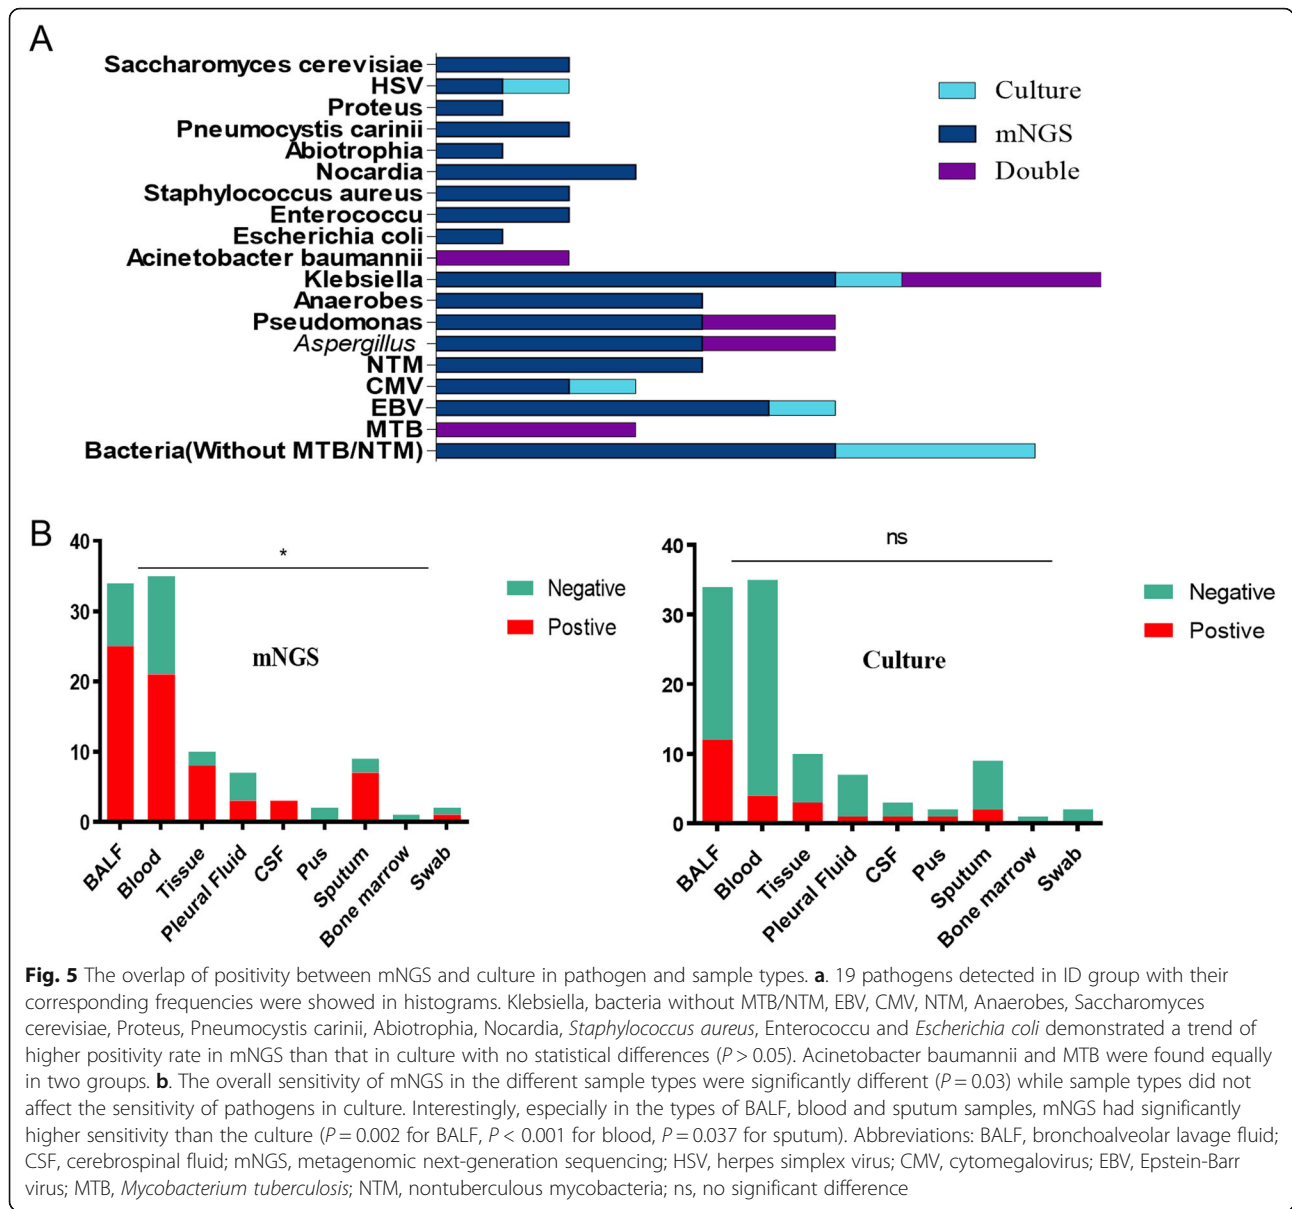 A
Saccharomyces cerevisiae
HSV
Proteus
Pneumocystis carinii
Abiotrophia
Nocardia
Staphylococcus aureus
Enterococcu
Escherichia coli
Acinetobacter baumannii
Klebsiella
Anaerobes
Pseudomonas
Aspergillus
NTM
CMV
EBV
MTB
Bacteria(Without MTB/NTM)
Culture
mNGS
Double
B
40
30
20
10
0
*
mNGS
Negative
Postive
BALF
Blood
Tissue
Pleural Fluid
CSF
Pus
Sputum
Bone marrow
Swab
40
30
20
10
0
ns
Culture
Negative
Postive
BALF
Blood
Tissue
Pleural Fluid
CSF
Pus
Sputum
Bone marrow
Swab
Fig. 5 The overlap of positivity between mNGS and culture in pathogen and sample types. a. 19 pathogens detected in ID group with their
corresponding frequencies were showed in histograms. Klebsiella, bacteria without MTB/NTM, EBV, CMV, NTM, Anaerobes, Saccharomyces
cerevisiae, Proteus, Pneumocystis carinii, Abiotrophia, Nocardia, Staphylococcus aureus, Enterococcu and Escherichia coli demonstrated a trend of
higher positivity rate in mNGS than that in culture with no statistical differences (P > 0.05). Acinetobacter baumannii and MTB were found equally
in two groups. b. The overall sensitivity of mNGS in the different sample types were significantly different (P = 0.03) while sample types did not
affect the sensitivity of pathogens in culture. Interestingly, especially in the types of BALF, blood and sputum samples, mNGS had significantly
higher sensitivity than the culture (P = 0.002 for BALF, P < 0.001 for blood, P = 0.037 for sputum). Abbreviations: BALF, bronchoalveolar lavage fluid;
CSF, cerebrospinal fluid; mNGS, metagenomic next-generation sequencing; HSV, herpes simplex virus; CMV, cytomegalovirus; EBV, Epstein-Barr
virus; MTB, Mycobacterium tuberculosis; NTM, nontuberculous mycobacteria; ns, no significant difference